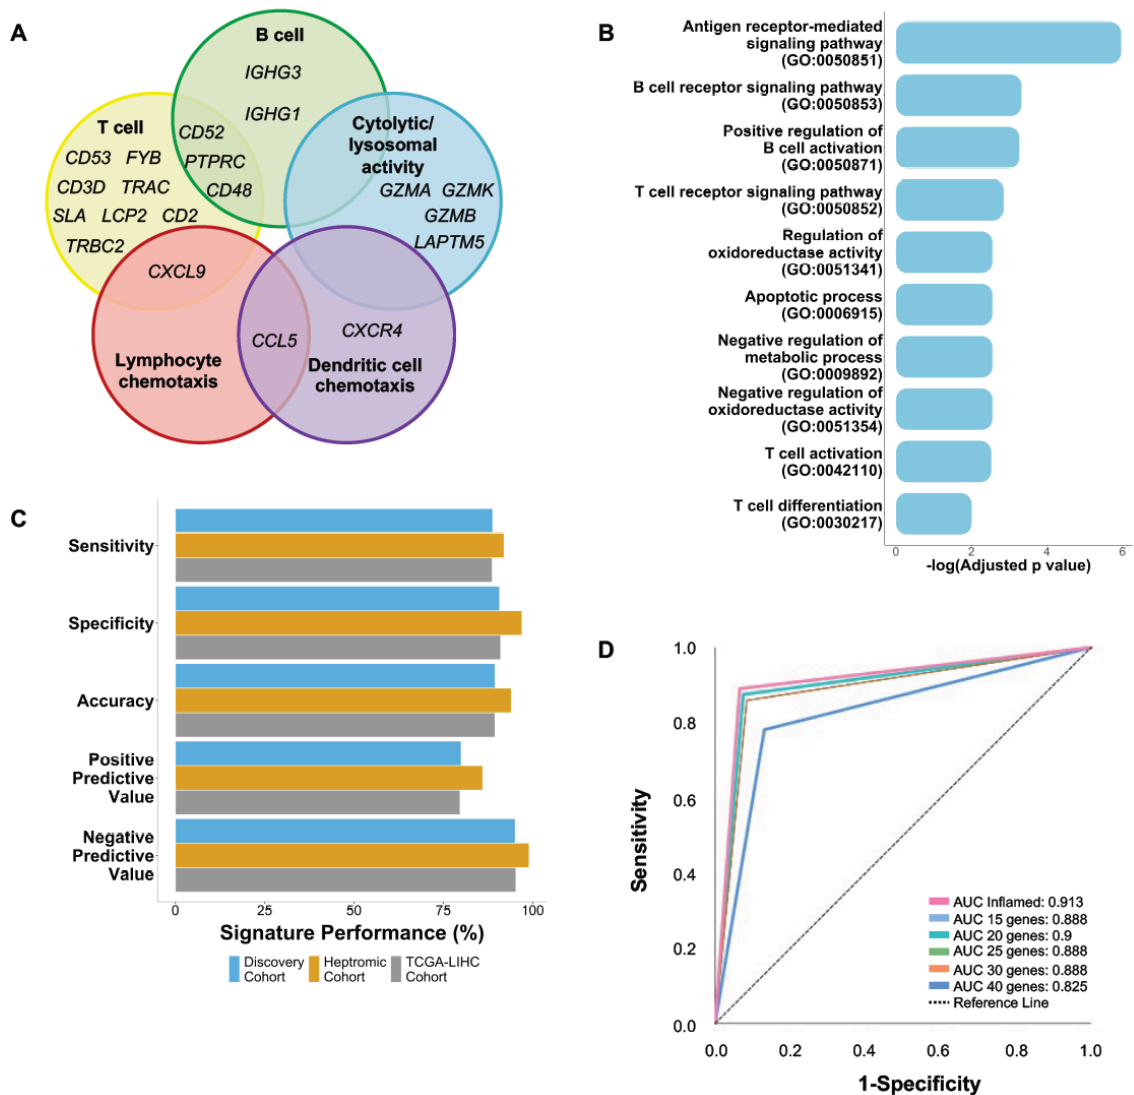 A
B cell
IGHG3
IGHG1
T cell
CD53 FYB
CD3D TRAC
SLA LCP2 CD2
TRBC2
CD52
PTPRC
CD48
Cytolytic/
lysosomal
activity
GZMA GZMK
GZMB
LAPTM5
CXCL9
CCL5
CXCR4
Lymphocyte
chemotaxis
Dendritic cell
chemotaxis
B
Antigen receptor-mediated
signaling pathway
(GO:0050851)
B cell receptor signaling pathway
(GO:0050853)
Positive regulation of
B cell activation
(GO:0050871)
T cell receptor signaling pathway
(GO:0050852)
Regulation of
oxidoreductase activity
(GO:0051341)
Apoptotic process
(GO:0006915)
Negative regulation of
metabolic process
(GO:0009892)
Negative regulation of
oxidoreductase activity
(GO:0051354)
T cell activation
(GO:0042110)
T cell differentiation
(GO:0030217)
0 2 4 6
-log(Adjusted p value)
C
Sensitivity
Specificity
Accuracy
Positive
Predictive
Value
Negative
Predictive
Value
0 25 50 75 100
Signature Performance (%)
Discovery
Cohort
Heptromic
Cohort
TCGA-LIHC
Cohort
D
1.0
0.8
0.6
0.4
0.2
0.0
Sensitivity
AUC Inflamed: 0.913
AUC 15 genes: 0.888
AUC 20 genes: 0.9
AUC 25 genes: 0.888
AUC 30 genes: 0.888
AUC 40 genes: 0.825
Reference Line
0.0 0.2 0.4 0.6 0.8 1.0
1-Specificity